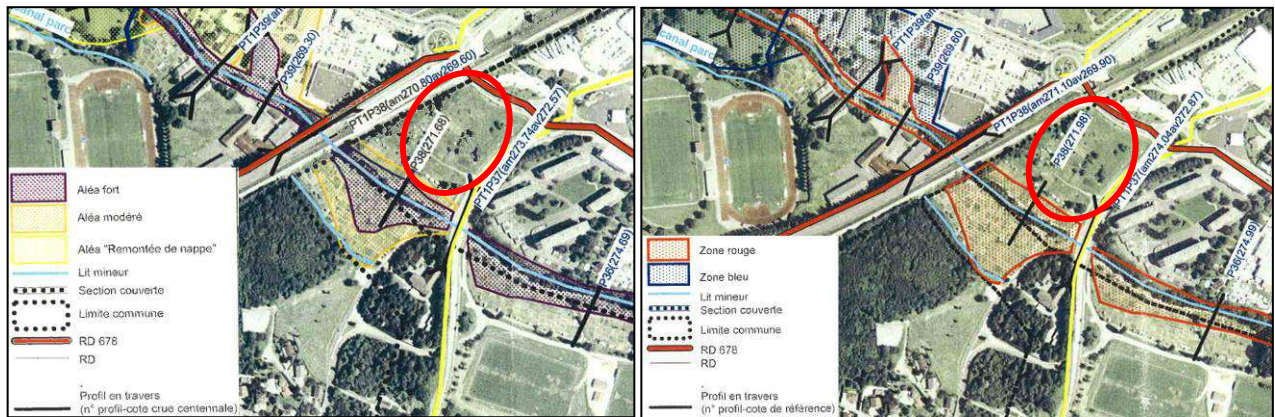 canal parc
PT1P39(am
P39(269.30)
PT1P38(am270.80av269.60)
P38(271.68)
PT1P37(am273.74av272.57)
P36(274.69)
Aléa fort
Aléa modéré
Aléa "Remontée de nappe"
Lit mineur
Section couverte
Limite commune
RD 678
RD
Profil en travers
(n° profil-cote crue centennale)
canal parc
PT1P39(am
P39(269.60)
PT1P38(am271.10av269.90)
P38(271.98)
PT1P37(am274.04av272.87)
P36(274.99)
Zone rouge
Zone bleu
Lit mineur
Section couverte
Limite commune
RD 678
RD
Profil en travers
(n° profil-cote de référence)